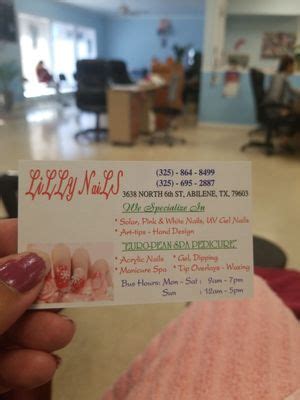 LiLLy NaiLS
(325) - 864 - 8499
(325) - 695 - 2887
3638 NORTH 6th ST, ABILENE, TX, 79603
We Specialize In
* Solar, Pink & White Nails, UV Gel Nails
* Art-tips - Hand Design
"EUROPEAN SPA PEDICURE"
* Acrylic Nails * Gel, Dipping
* Manicure Spa * Tip Overlays - Waxing
Bus Hours: Mon - Sat : 9am - 7pm
Sun : 12am - 5pm